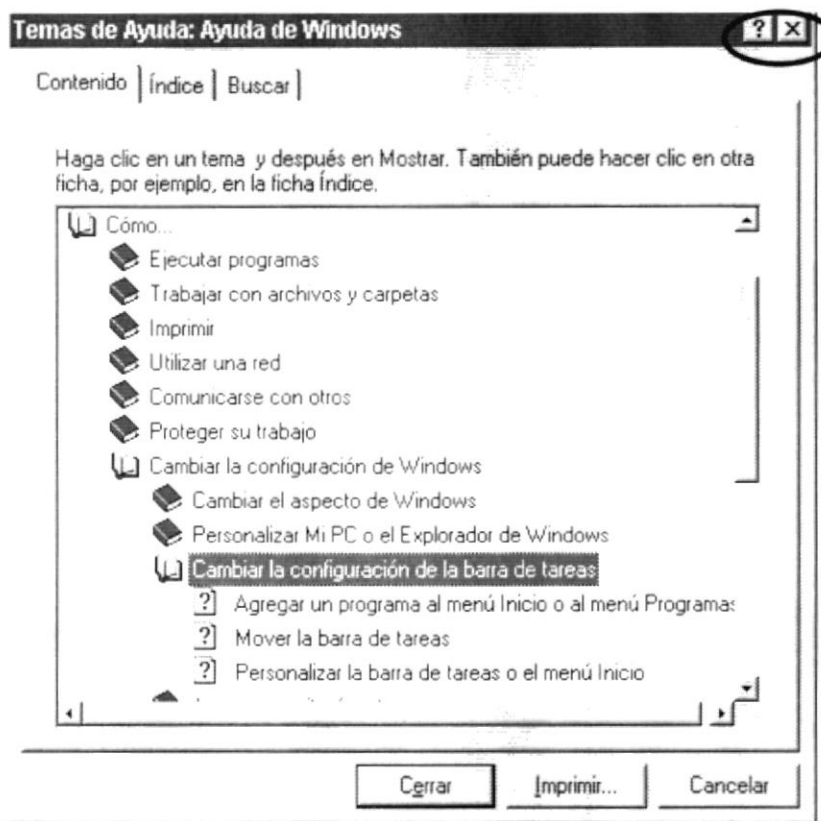 Temas de Ayuda: Ayuda de Windows
Contenido Índice Buscar
Haga clic en un tema y después en Mostrar. También puede hacer clic en otra
ficha, por ejemplo, en la ficha Índice.
Cómo...
Ejecutar programas
Trabajar con archivos y carpetas
Imprimir
Utilizar una red
Comunicarse con otros
Proteger su trabajo
Cambiar la configuración de Windows
Cambiar el aspecto de Windows
Personalizar Mi PC o el Explorador de Windows
Cambiar la configuración de la barra de tareas
? Agregar un programa al menú Inicio o al menú Programas
? Mover la barra de tareas
? Personalizar la barra de tareas o el menú Inicio
Cerrar Imprimir... Cancelar